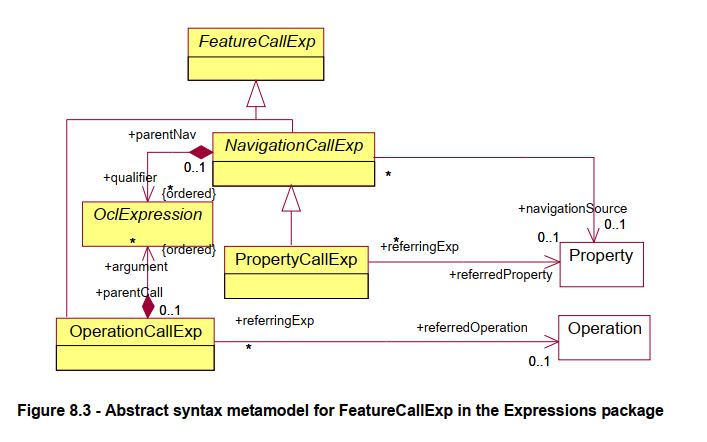 FeatureCallExp
+parentNav
NavigationCallExp
0..1
*
+qualifier
*
{ordered}
OclExpression
+navigationSource
0..1
*
{ordered}
+argument
*
+referringExp
0..1
Property
PropertyCallExp
+referredProperty
+parentCall
0..1
OperationCallExp
+referringExp
*
+referredOperation
0..1
Operation
Figure 8.3 - Abstract syntax metamodel for FeatureCallExp in the Expressions package